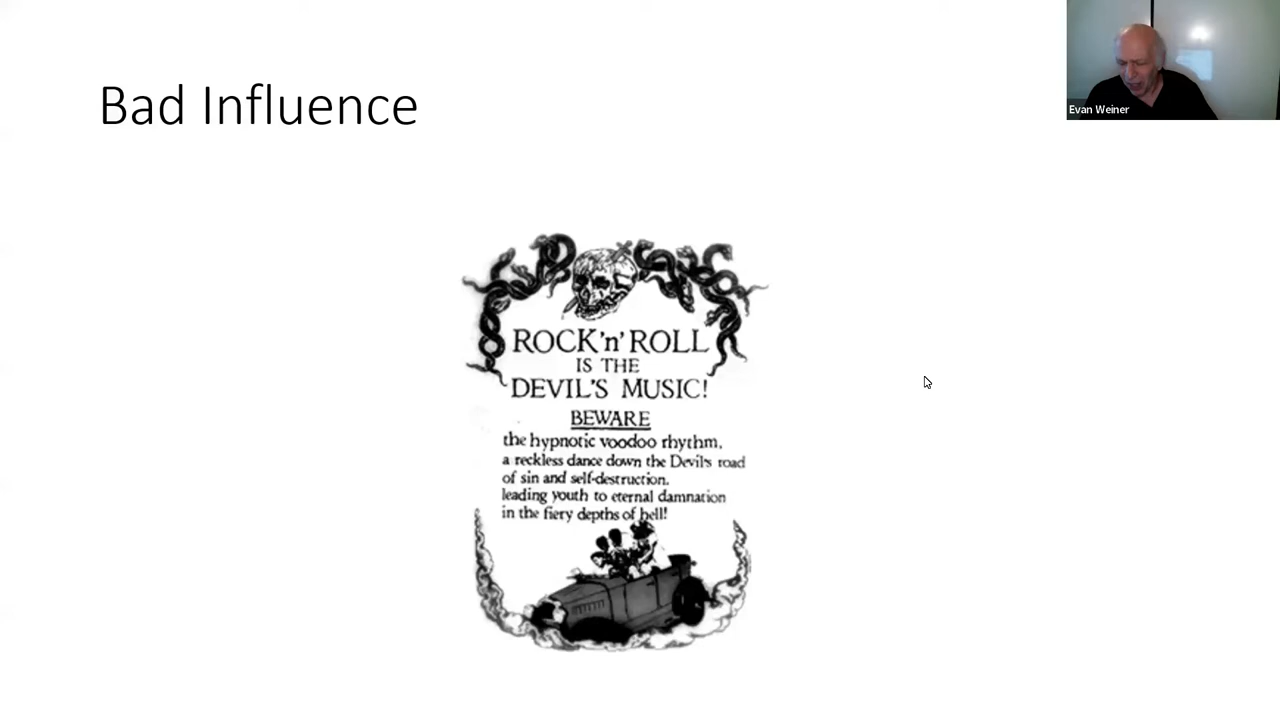 Bad Influence
Evan Weiner
ROCK'n'ROLL
IS THE
DEVIL'S MUSIC!
BEWARE
the hypnotic voodoo rhythm,
a reckless dance down the Devil's road
of sin and self-destruction.
leading youth to eternal damnation
in the fiery depths of hell!